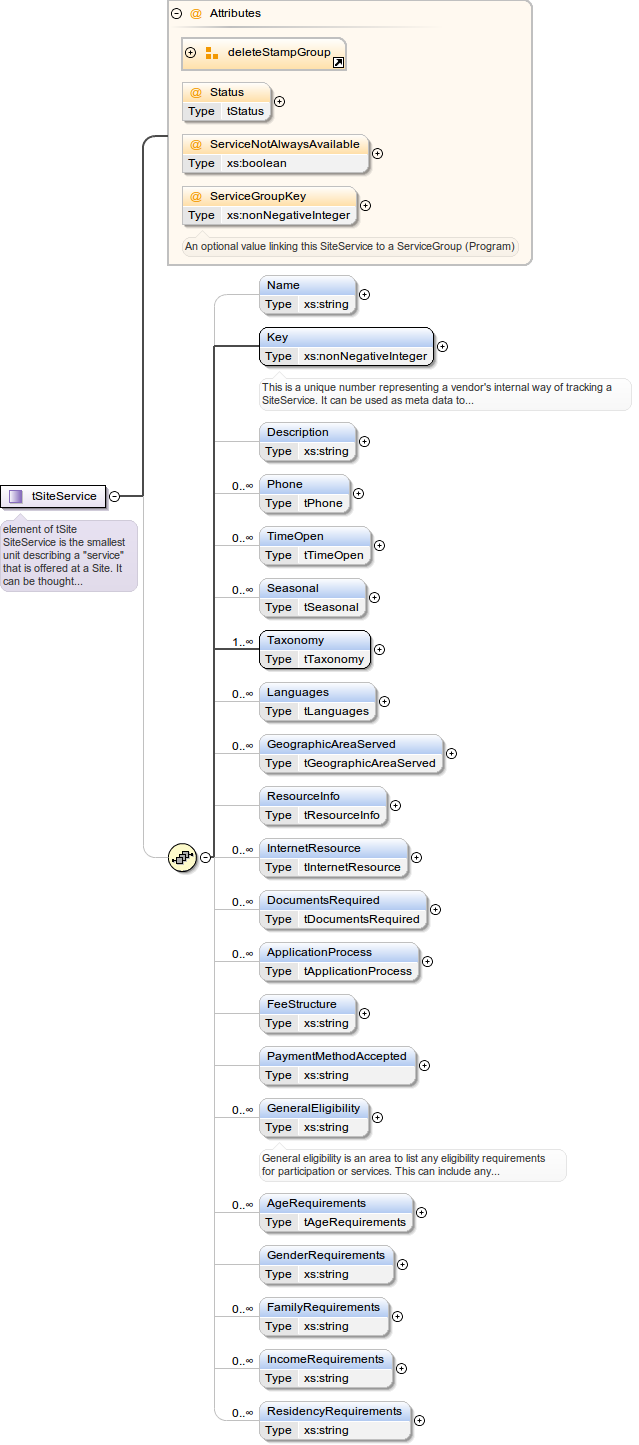 @ Attributes
deleteStampGroup
@ Status
Type tStatus
@ ServiceNotAlwaysAvailable
Type xs:boolean
@ ServiceGroupKey
Type xs:nonNegativeInteger
An optional value linking this SiteService to a ServiceGroup (Program)
Name
Type xs:string
Key
Type xs:nonNegativeInteger
This is a unique number representing a vendor's internal way of tracking a
SiteService. It can be used as meta data to...
Description
Type xs:string
0..∞ Phone
Type tPhone
tSiteService
element of tSite
SiteService is the smallest
unit describing a "service"
that is offered at a Site. It
can be thought...
0..∞ TimeOpen
Type tTimeOpen
0..∞ Seasonal
Type tSeasonal
1..∞ Taxonomy
Type tTaxonomy
0..∞ Languages
Type tLanguages
0..∞ GeographicAreaServed
Type tGeographicAreaServed
ResourceInfo
Type tResourceInfo
0..∞ InternetResource
Type tInternetResource
0..∞ DocumentsRequired
Type tDocumentsRequired
0..∞ ApplicationProcess
Type tApplicationProcess
FeeStructure
Type xs:string
PaymentMethodAccepted
Type xs:string
0..∞ GeneralEligibility
Type xs:string
General eligibility is an area to list any eligibility requirements
for participation or services. This can include any...
0..∞ AgeRequirements
Type tAgeRequirements
GenderRequirements
Type xs:string
0..∞ FamilyRequirements
Type xs:string
0..∞ IncomeRequirements
Type xs:string
0..∞ ResidencyRequirements
Type xs:string